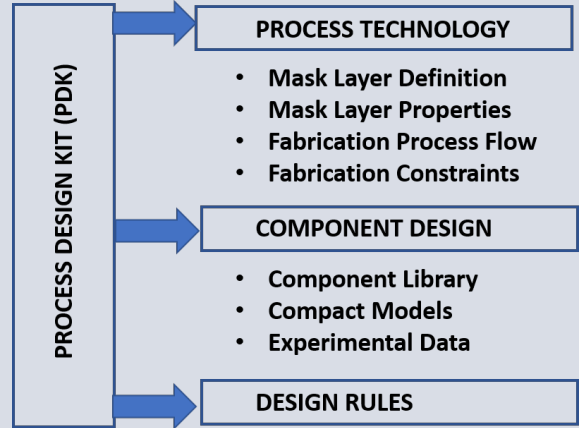 PROCESS DESIGN KIT (PDK)
PROCESS TECHNOLOGY
• Mask Layer Definition
• Mask Layer Properties
• Fabrication Process Flow
• Fabrication Constraints
COMPONENT DESIGN
• Component Library
• Compact Models
• Experimental Data
DESIGN RULES